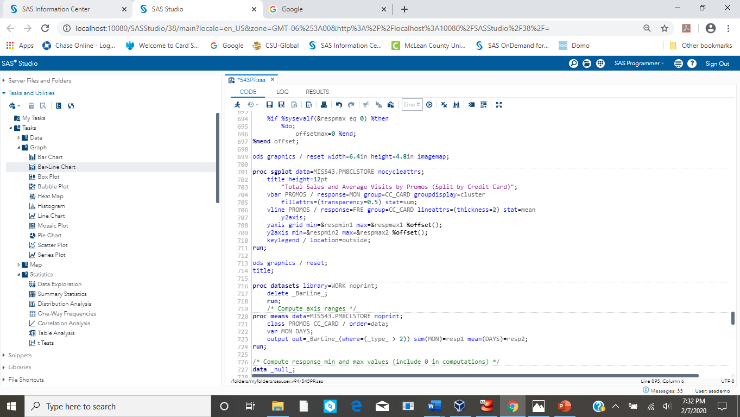 SAS Information Center
SAS Studio
Google
localhost:10080/SASStudio/38/main?locale=en_US&zone=GMT-06%253A00&http%3A%2F%2Flocalhost%3A10080%2FSASStudio%2F38%2F=
Apps
Chase Online - Log...
Welcome to Card S...
Google
CSU-Global
SAS Information Ce...
McLean County Uni...
SAS OnDemand for...
Domo
Other bookmarks
SAS® Studio
SAS Programmer
Sign Out
Server Files and Folders
Tasks and Utilities
My Tasks
Tasks
Data
Graph
Bar Chart
Bar-Line Chart
Box Plot
Bubble Plot
Heat Map
Histogram
Line Chart
Mosaic Plot
Pie Chart
Scatter Plot
Series Plot
Map
Statistics
Data Exploration
Summary Statistics
Distribution Analysis
One-Way Frequencies
Correlation Analysis
Table Analysis
t Tests
Snippets
Libraries
File Shortcuts
*543PR.sas
CODE
LOG
RESULTS
Line #
694 %if %sysevalf(&respmax eq 0) %then
695 %do;
696 offsetmax=0 %end;
697 %mend offset;
698
699 ods graphics / reset width=6.4in height=4.8in imagemap;
700
701 proc sgplot data=MIS543.PM8CLSTORE nocycleattrs;
702 title height=12pt
703 "Total Sales and Average Visits by Promos (Split by Credit Card)";
704 vbar PROMOS / response=MON group=CC_CARD groupdisplay=cluster
705 fillattrs=(transparency=0.5) stat=sum;
706 vline PROMOS / response=FRE group=CC_CARD lineattrs=(thickness=2) stat=mean
707 y2axis;
708 yaxis grid min=&respmin1 max=&respmax1 %offset();
709 y2axis min=&respmin2 max=&respmax2 %offset();
710 keylegend / location=outside;
711 run;
712
713 ods graphics / reset;
714 title;
715
716 proc datasets library=WORK noprint;
717 delete _BarLine_;
718 run;
719 /* Compute axis ranges */
720 proc means data=MIS543.PM8CLSTORE noprint;
721 class PROMOS CC_CARD / order=data;
722 var MON DAYS;
723 output out=_BarLine_(where=(_type_ > 2)) sum(MON)=resp1 mean(DAYS)=resp2;
724 run;
725
726 /* Compute response min and max values (include 0 in computations) */
727 data _null_;
Line 695, Column 6
UTF-8
Messages: 55
User: sasdemo
Type here to search
7:32 PM
2/7/2020